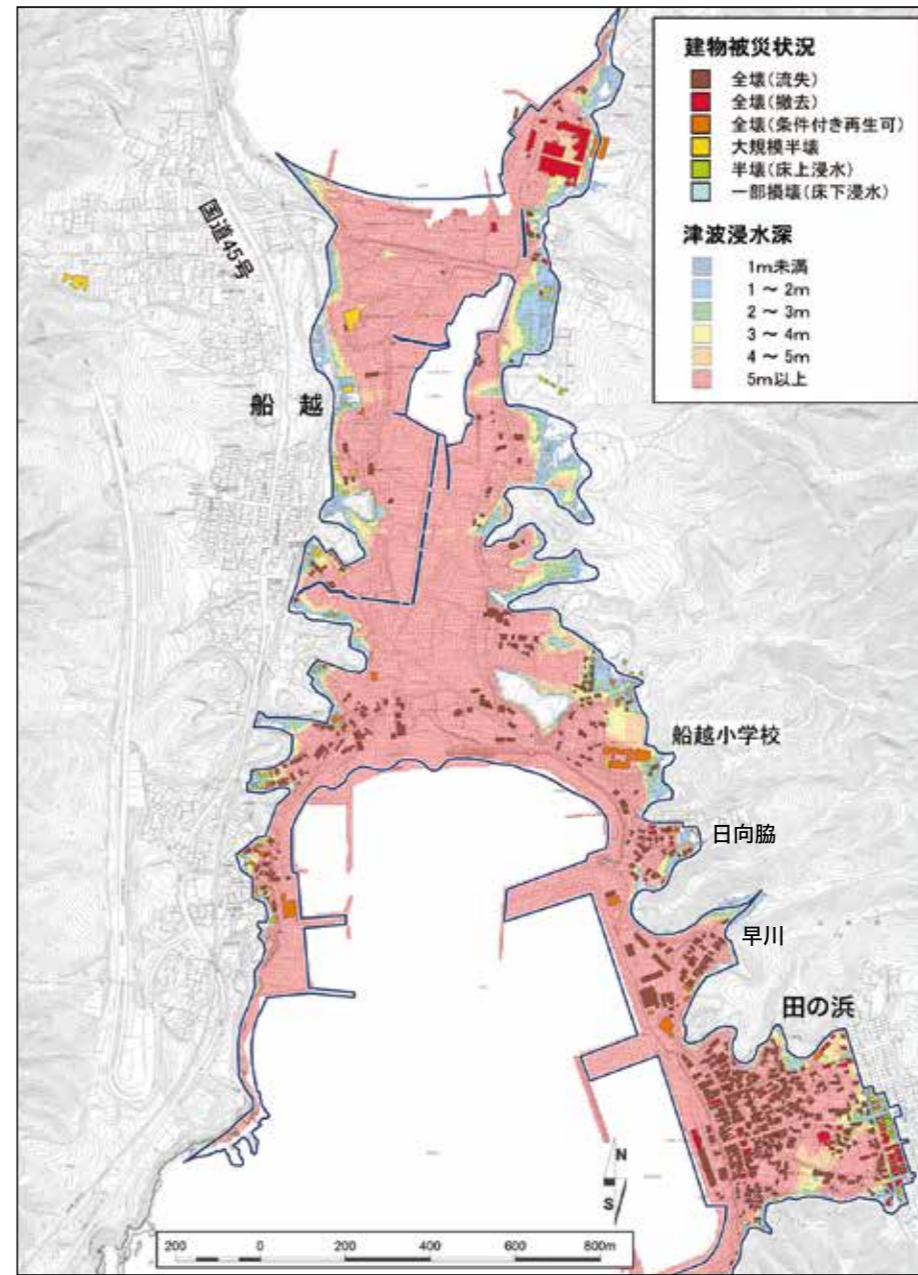 建物被災状況
全壊(流失)
全壊(撤去)
全壊(条件付き再生可)
大規模半壊
半壊(床上浸水)
一部損壊(床下浸水)
津波浸水深
1m未満
1 ～ 2m
2 ～ 3m
3 ～ 4m
4 ～ 5m
5m以上
国道45号
船 越
船越小学校
日向脇
早川
田の浜
N
S
200 0 200 400 600 800m